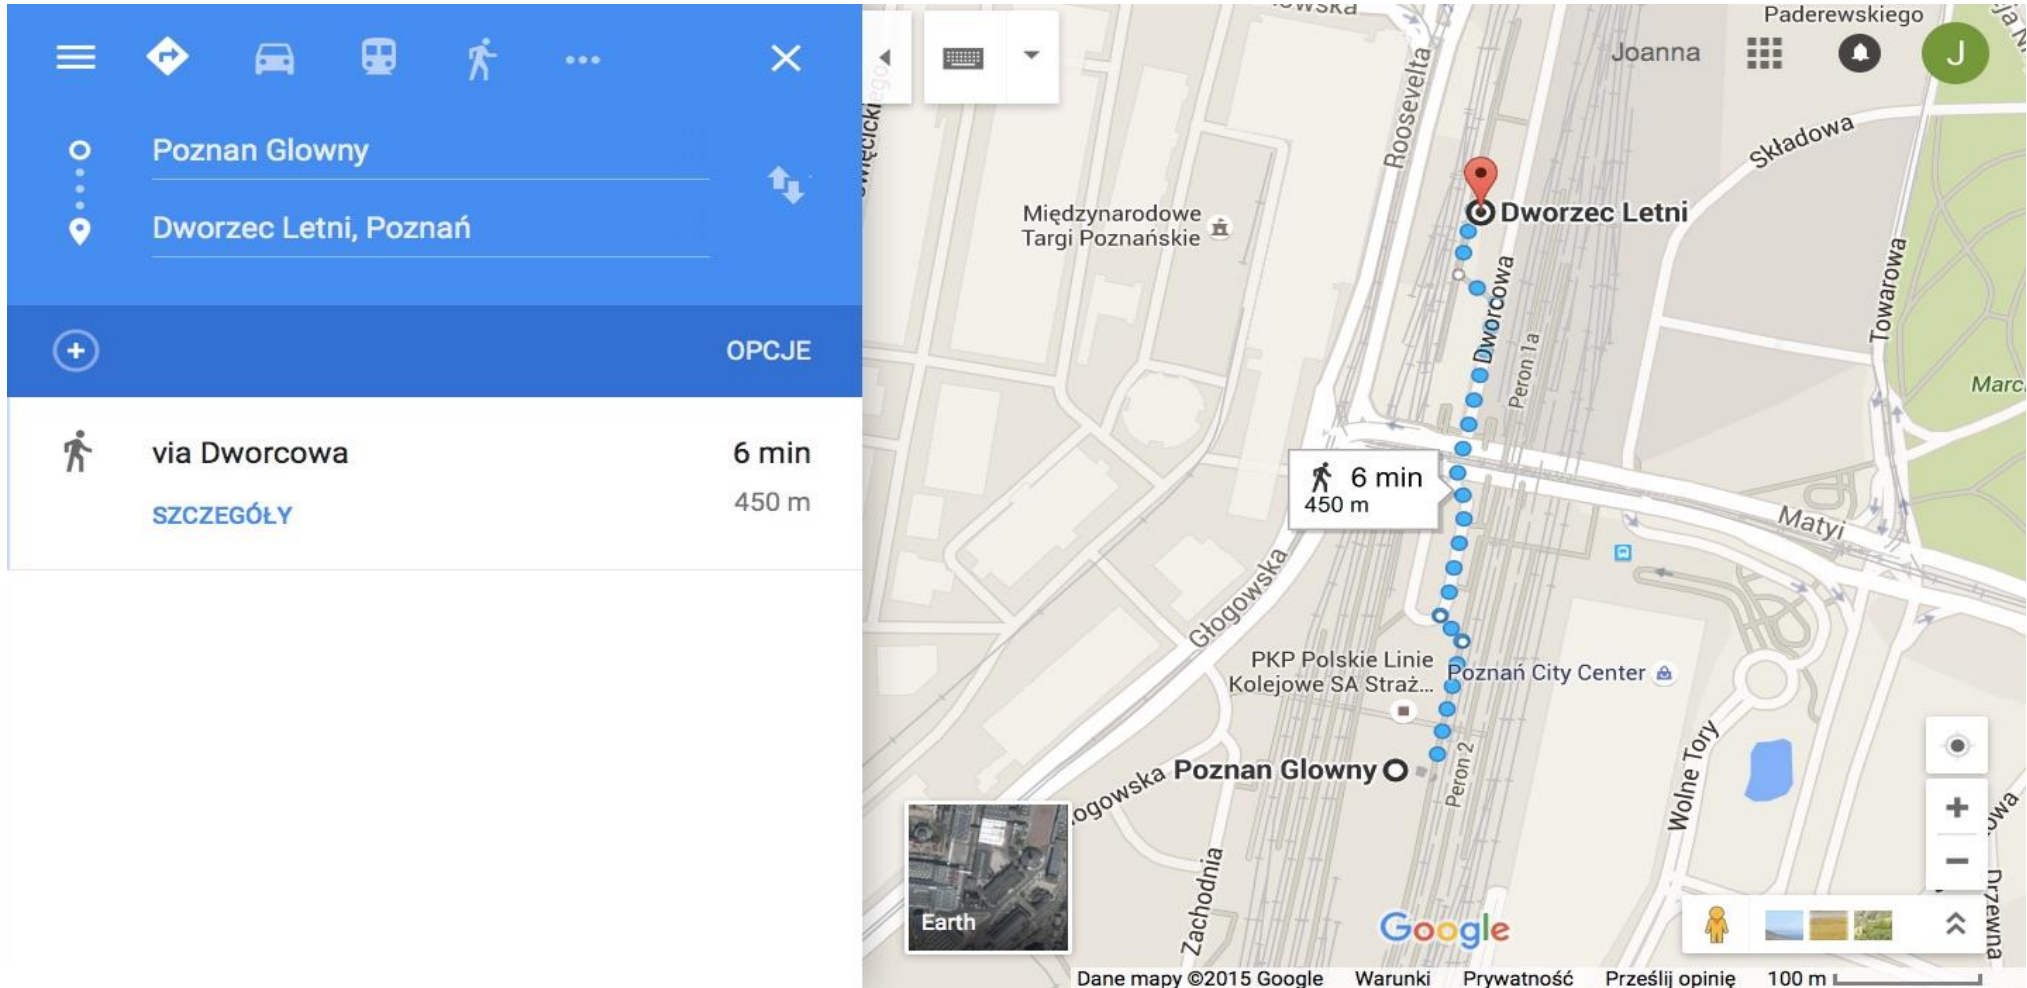 Poznan Glowny
Dworzec Letni, Poznań
OPCJE
via Dworcowa
6 min
450 m
SZCZEGÓŁY
Paderewskiego
Joanna
J
Roosevelta
Składowa
Międzynarodowe
Targi Poznańskie
Dworzec Letni
Towarowa
Dworcowa
Peron 1a
6 min
450 m
Matyi
Głogowska
PKP Polskie Linie
Kolejowe SA Straż...
Poznań City Center
Poznan Glowny
Peron 2
Wolne Tory
Zachodnia
Drzewna
Earth
Google
Dane mapy ©2015 Google
Warunki
Prywatność
Prześlij opinię
100 m